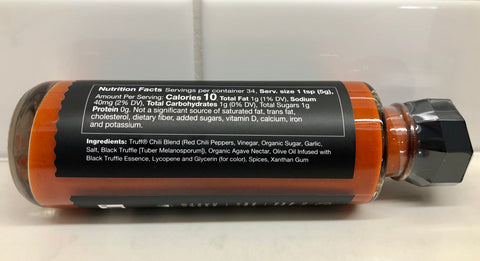 Nutrition Facts Servings per container 34, Serv. size 1 tsp (5g),
Amount Per Serving: Calories 10 Total Fat 1g (1% DV), Sodium
40mg (2% DV), Total Carbohydrates 1g (0% DV), Total Sugars 1g
Protein 0g. Not a significant source of saturated fat, trans fat,
cholesterol, dietary fiber, added sugars, vitamin D, calcium, iron
and potassium.
Ingredients: Truff® Chili Blend (Red Chili Peppers, Vinegar, Organic Sugar, Garlic,
Salt, Black Truffle [Tuber Melanosporum]), Organic Agave Nectar, Olive Oil Infused with
Black Truffle Essence, Lycopene and Glycerin (for color), Spices, Xanthan Gum